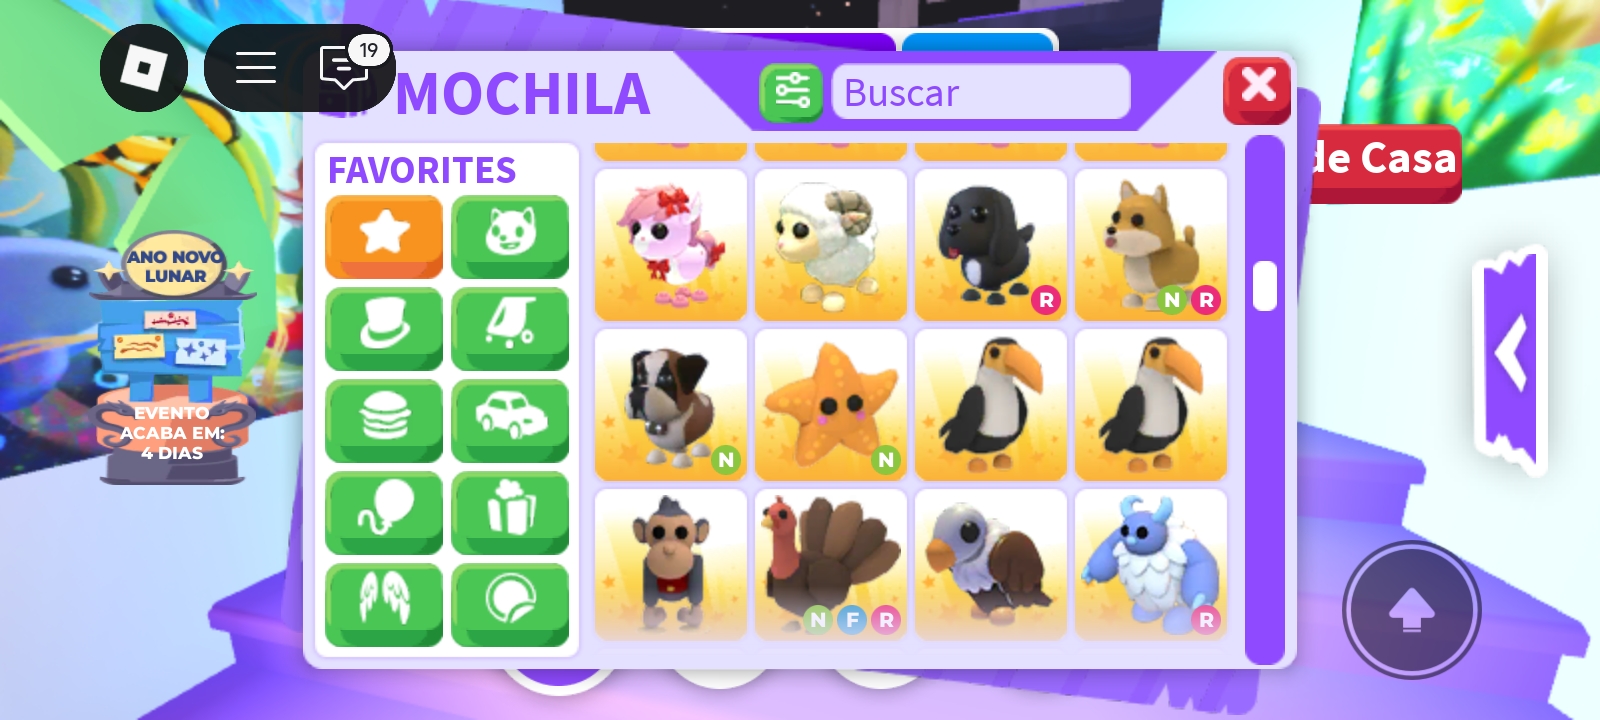 19
MOCHILA
Buscar
de Casa
FAVORITES
ANO NOVO
LUNAR
EVENTO
ACABA EM:
4 DIAS
R
N R
N
N
N F R
R